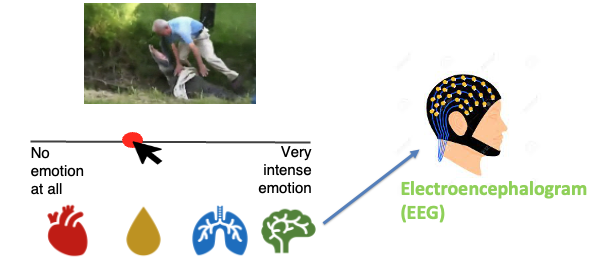 No
emotion
at all
Very
intense
emotion
Electroencephalogram
(EEG)